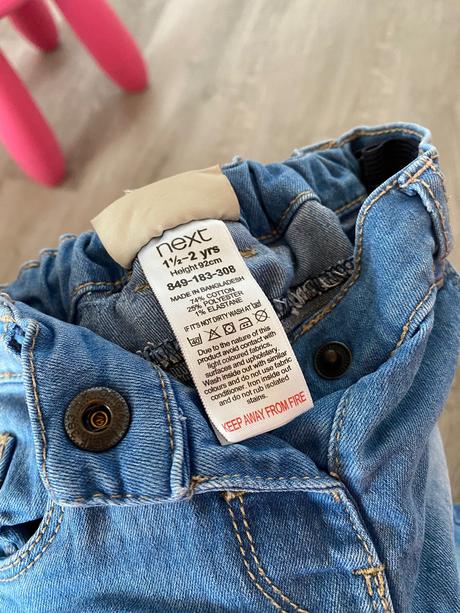 next
1½-2 yrs
Height 92cm
849-183-308
MADE IN BANGLADESH
74% COTTON
25% POLYESTER
1% ELASTANE
IF IT'S NOT DIRTY WASH AT
Due to the nature of this
product avoid contact with
light coloured fabrics,
surfaces and upholstery.
Wash inside out with similar
colours and do not use fabric
conditioner. Iron inside out
and do not rub isolated
stains.
KEEP AWAY FROM FIRE